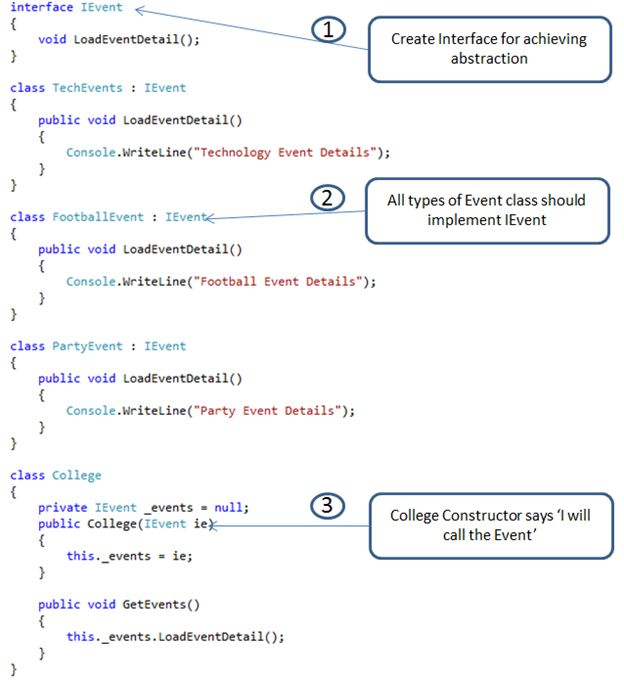 interface IEvent
{
void LoadEventDetail();
}
1
Create Interface for achieving
abstraction
class TechEvents : IEvent
{
public void LoadEventDetail()
{
Console.WriteLine("Technology Event Details");
}
}
2
All types of Event class should
implement IEvent
class FootballEvent : IEvent
{
public void LoadEventDetail()
{
Console.WriteLine("Football Event Details");
}
}
class PartyEvent : IEvent
{
public void LoadEventDetail()
{
Console.WriteLine("Party Event Details");
}
}
class College
{
private IEvent _events = null;
public College(IEvent ie)
{
this._events = ie;
}
3
College Constructor says ‘I will
call the Event’
public void GetEvents()
{
this._events.LoadEventDetail();
}
}